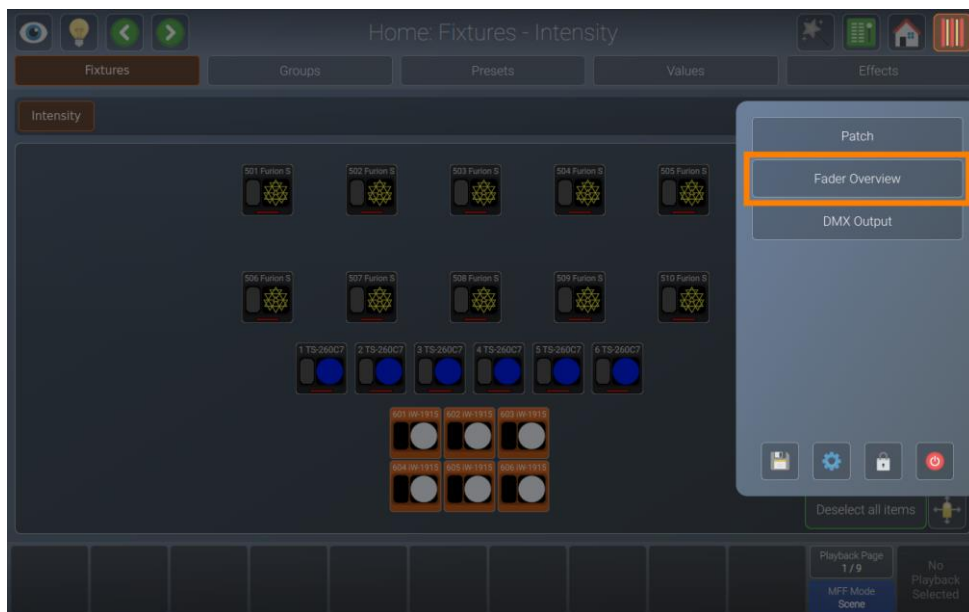 Home: Fixtures - Intensity
Fixtures
Groups
Presets
Values
Effects
Intensity
Patch
Fader Overview
DMX Output
501 Furion S
502 Furion S
503 Furion S
504 Furion S
505 Furion S
506 Furion S
507 Furion S
508 Furion S
509 Furion S
510 Furion S
1 TS-260C7
2 TS-260C7
3 TS-260C7
4 TS-260C7
5 TS-260C7
6 TS-260C7
601 iW-1915
602 iW-1915
603 iW-1915
604 iW-1915
605 iW-1915
606 iW-1915
Deselect all items
Playback Page
1 / 9
MFF Mode
Scene
No
Playback
Selected